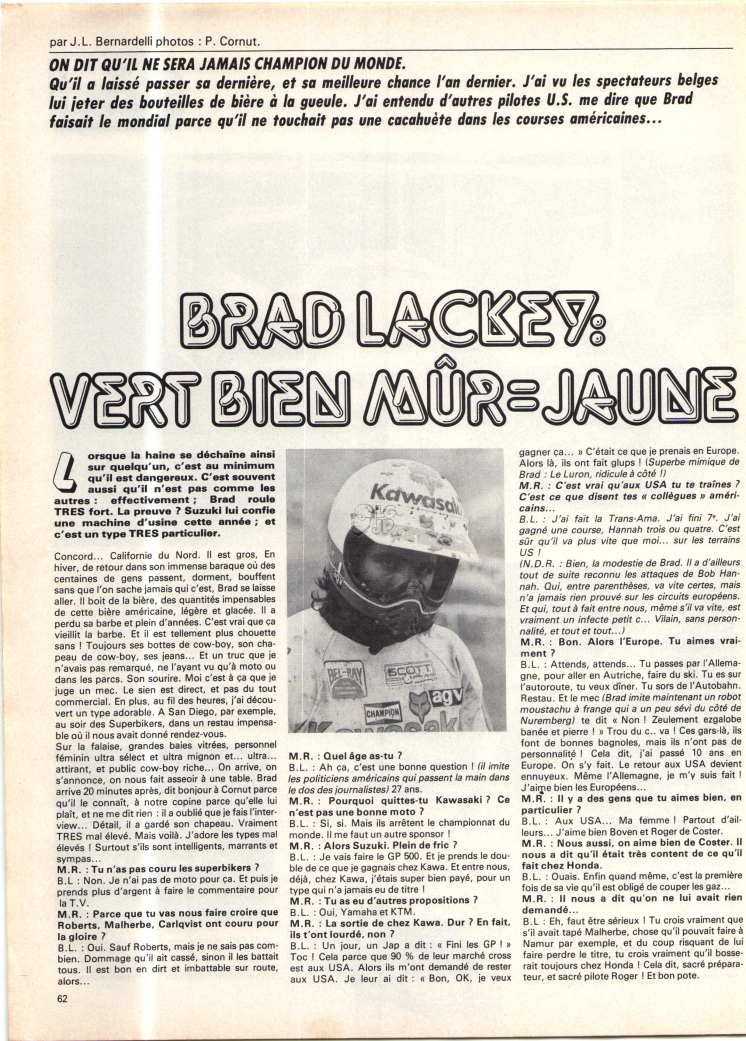 par J.L. Bernardelli photos : P. Cornut.
ON DIT QU'IL NE SERA JAMAIS CHAMPION DU MONDE.
Qu'il a laissé passer sa dernière, et sa meilleure chance l'an dernier. J'ai vu les spectateurs belges
lui jeter des bouteilles de bière à la gueule. J'ai entendu d'autres pilotes U.S. me dire que Brad
faisait le mondial parce qu'il ne touchait pas une cacahuète dans les courses américaines...
BRAD LACKEY:
VERT BIEN MÛR=JAUNE
Lorsque la haine se déchaîne ainsi
sur quelqu'un, c'est au minimum
qu'il est dangereux. C'est souvent
aussi qu'il n'est pas comme les
autres : effectivement ; Brad roule
TRES fort. La preuve ? Suzuki lui confie
une machine d'usine cette année ; et
c'est un type TRES particulier.
Concord... Californie du Nord. Il est gros, En
hiver, de retour dans son immense baraque où des
centaines de gens passent, dorment, bouffent
sans que l'on sache jamais qui c'est, Brad se laisse
aller. Il boit de la bière, des quantités impensables
de cette bière américaine, légère et glacée. Il a
perdu sa barbe et plein d'années. C'est vrai que ça
vieillit la barbe. Et il est tellement plus chouette
sans ! Toujours ses bottes de cow-boy, son cha-
peau de cow-boy, ses jeans... Et un truc que je
n'avais pas remarqué, ne l'ayant vu qu'à moto ou
dans les parcs. Son sourire. Moi c'est à ça que je
juge un mec. Le sien est direct, et pas du tout
commercial. En plus, au fil des heures, j'ai décou-
vert un type adorable. A San Diego, par exemple,
au soir des Superbikers, dans un restau impensa-
ble où il nous avait donné rendez-vous.
Sur la falaise, grandes baies vitrées, personnel
féminin ultra sélect et ultra mignon et... ultra...
attirant, et public cow-boy riche... On arrive, on
s'annonce, on nous fait asseoir à une table. Brad
arrive 20 minutes après, dit bonjour à Cornut parce
qu'il le connaît, à notre copine parce qu'elle lui
plaît, et ne me dit rien : il a oublié que je fais l'inter-
view... Détail, il a gardé son chapeau. Vraiment
TRES mal élevé. Mais voilà. J'adore les types mal
élevés ! Surtout s'ils sont intelligents, marrants et
sympas...
M.R. : Tu n'as pas couru les superbikers ?
B.L : Non. Je n'ai pas de moto pour ça. Et puis je
prends plus d'argent à faire le commentaire pour
la T.V.
M.R. : Parce que tu vas nous faire croire que
Roberts, Malherbe, Carlqvist ont couru pour
la gloire ?
B.L. : Oui. Sauf Roberts, mais je ne sais pas com-
bien. Dommage qu'il ait cassé, sinon il les battait
tous. Il est bon en dirt et imbattable sur route,
alors...
62
Kawasaki
BEL-RAY
SCOTT
agv
CHAMPION
Kawasaki
M.R. : Quel âge as-tu ?
B.L. : Ah ça, c'est une bonne question ! (il imite
les politiciens américains qui passent la main dans
le dos des journalistes) 27 ans.
M.R. : Pourquoi quittes-tu Kawasaki ? Ce
n'est pas une bonne moto ?
B.L. : Si, si. Mais ils arrêtent le championnat du
monde. Il me faut un autre sponsor !
M.R. : Alors Suzuki. Plein de fric ?
B.L. : Je vais faire le GP 500. Et je prends le dou-
ble de ce que je gagnais chez Kawa. Et entre nous,
déjà, chez Kawa, j'étais super bien payé, pour un
type qui n'a jamais eu de titre !
M.R. : Tu as eu d'autres propositions ?
B.L. : Oui, Yamaha et KTM.
M.R. : La sortie de chez Kawa. Dur ? En fait,
ils t'ont lourdé, non ?
B.L. : Un jour, un Jap a dit : « Fini les GP ! »
Toc ! Cela parce que 90 % de leur marché cross
est aux USA. Alors ils m'ont demandé de rester
aux USA. Je leur ai dit : « Bon, OK, je veux
gagner ça... » C'était ce que je prenais en Europe.
Alors là, ils ont fait glups ! (Superbe mimique de
Brad : Le Luron, ridicule à côté !)
M.R. : C'est vrai qu'aux USA tu te traînes ?
C'est ce que disent tes « collègues » améri-
cains...
B.L. : J'ai fait la Trans-Ama. J'ai fini 7e. J'ai
gagné une course, Hannah trois ou quatre. C'est
sûr qu'il va plus vite que moi... sur les terrains
US !
(N.D.R. : Bien, la modestie de Brad. Il a d'ailleurs
tout de suite reconnu les attaques de Bob Han-
nah. Qui, entre parenthèses, va vite certes, mais
n'a jamais rien prouvé sur les circuits européens.
Et qui, tout à fait entre nous, même s'il va vite, est
vraiment un infecte petit c... Vilain, sans person-
nalité, et tout et tout...)
M.R. : Bon. Alors l'Europe. Tu aimes vrai-
ment ?
B.L. : Attends, attends... Tu passes par l'Allema-
gne, pour aller en Autriche, faire du ski. Tu es sur
l'autoroute, tu veux dîner. Tu sors de l'Autobahn.
Restau. Et le mec (Brad imite maintenant un robot
moustachu à frange qui a un peu sévi du côté de
Nuremberg) te dit « Non ! Zeulement ezgalobe
banée et pierre ! » Trou du c.. va ! Ces gars-là, ils
font de bonnes bagnoles, mais ils n'ont pas de
personnalité ! Cela dit, j'ai passé 10 ans en
Europe. On s'y fait. Le retour aux USA devient
ennuyeux. Même l'Allemagne, je m'y suis fait !
J'aime bien les Européens...
M.R. : Il y a des gens que tu aimes bien, en
particulier ?
B.L. : Aux USA... Ma femme ! Partout d'ail-
leurs... J'aime bien Boven et Roger de Coster.
M.R. : Nous aussi, on aime bien de Coster. Il
nous a dit qu'il était très content de ce qu'il
fait chez Honda.
B.L. : Ouais. Enfin quand même, c'est la première
fois de sa vie qu'il est obligé de couper les gaz...
M.R. : Il nous a dit qu'on ne lui avait rien
demandé...
B.L : Eh, faut être sérieux ! Tu crois vraiment que
s'il avait tapé Malherbe, chose qu'il pouvait faire à
Namur par exemple, et du coup risquant de lui
faire perdre le titre, tu crois vraiment qu'il bosse-
rait toujours chez Honda ! Cela dit, sacré prépara-
teur, et sacré pilote Roger ! Et bon pote.